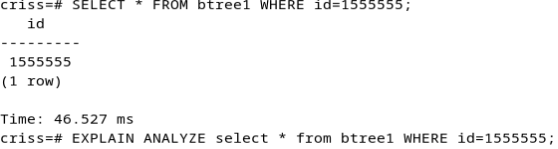 criss=# SELECT * FROM btree1 WHERE id=1555555;
id
---------
1555555
(1 row)
Time: 46.527 ms
criss=# EXPLAIN ANALYZE select * from btree1 WHERE id=1555555;